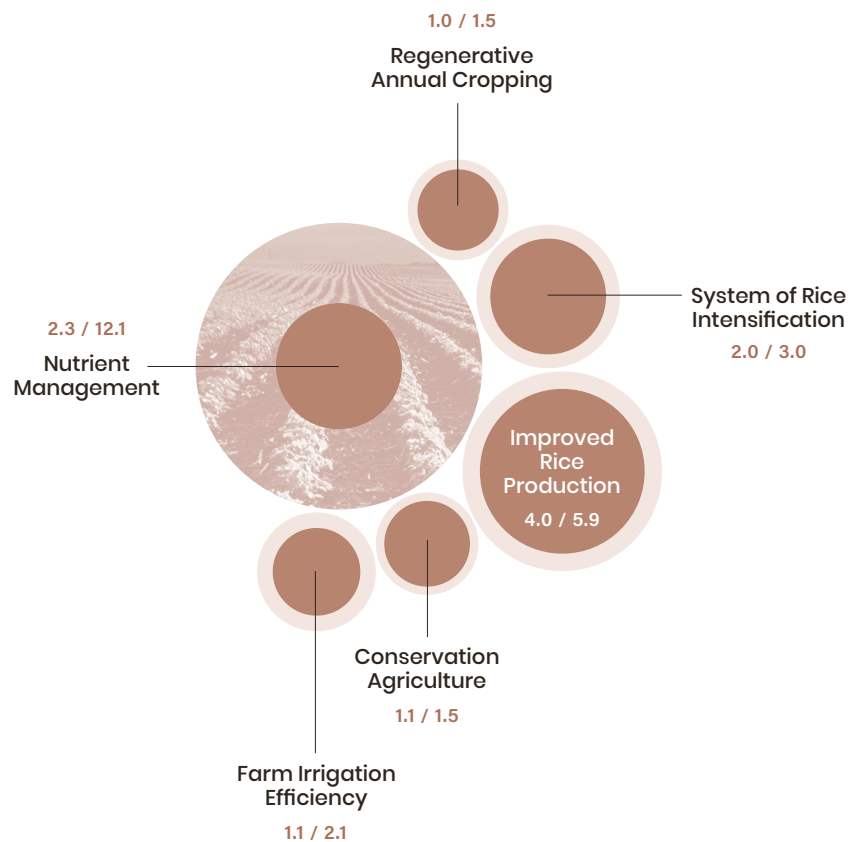 1.0 / 1.5
Regenerative
Annual Cropping
System of Rice
Intensification
2.0 / 3.0
2.3 / 12.1
Nutrient
Management
Improved
Rice
Production
4.0 / 5.9
Conservation
Agriculture
1.1 / 1.5
Farm Irrigation
Efficiency
1.1 / 2.1